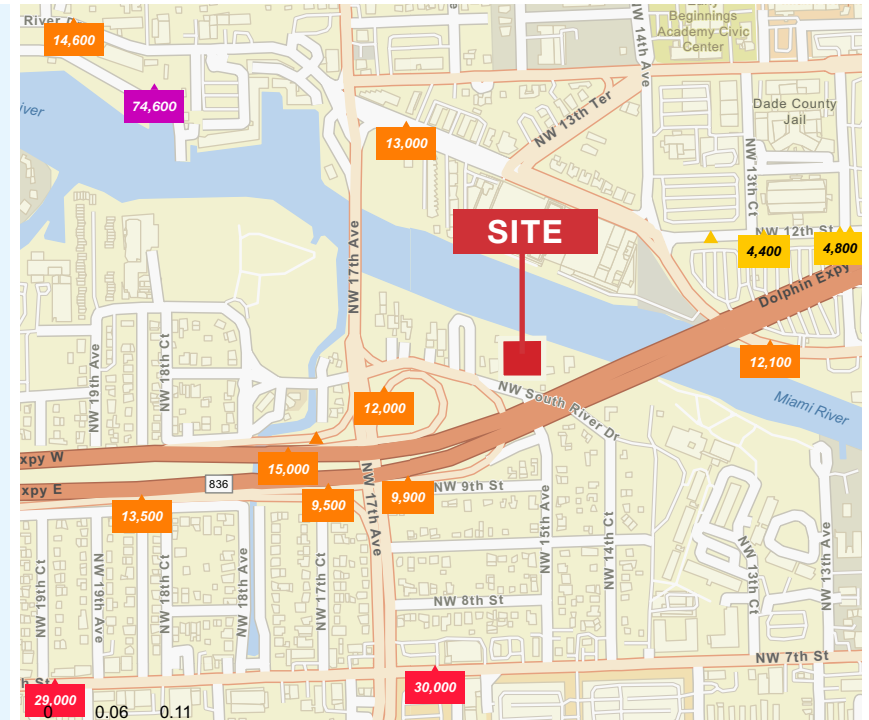 River D
14,600
74,600
iver
13,000
NW 14th Ave
Beginnings
Academy Civic
Center
Dade County
Jail
NW 13th Ter
NW 13th Ct
NW 12th St
4,400
4,800
SITE
NW 17th Ave
Dolphin Expy
12,100
Miami River
NW 19th Ave
NW 18th Ct
12,000
NW South River Dr
xpy W
15,000
xpy E
836
13,500
9,500
NW 17th Ave
9,900
NW 9th St
NW 15th Ave
NW 14th Ct
NW 13th Ct
NW 13th Ave
NW 19th Ct
NW 19th Ave
NW 18th Ct
NW 18th Ave
NW 17th Ct
NW 8th St
NW 7th St
h St
29,000
30,000
0 0.06 0.11